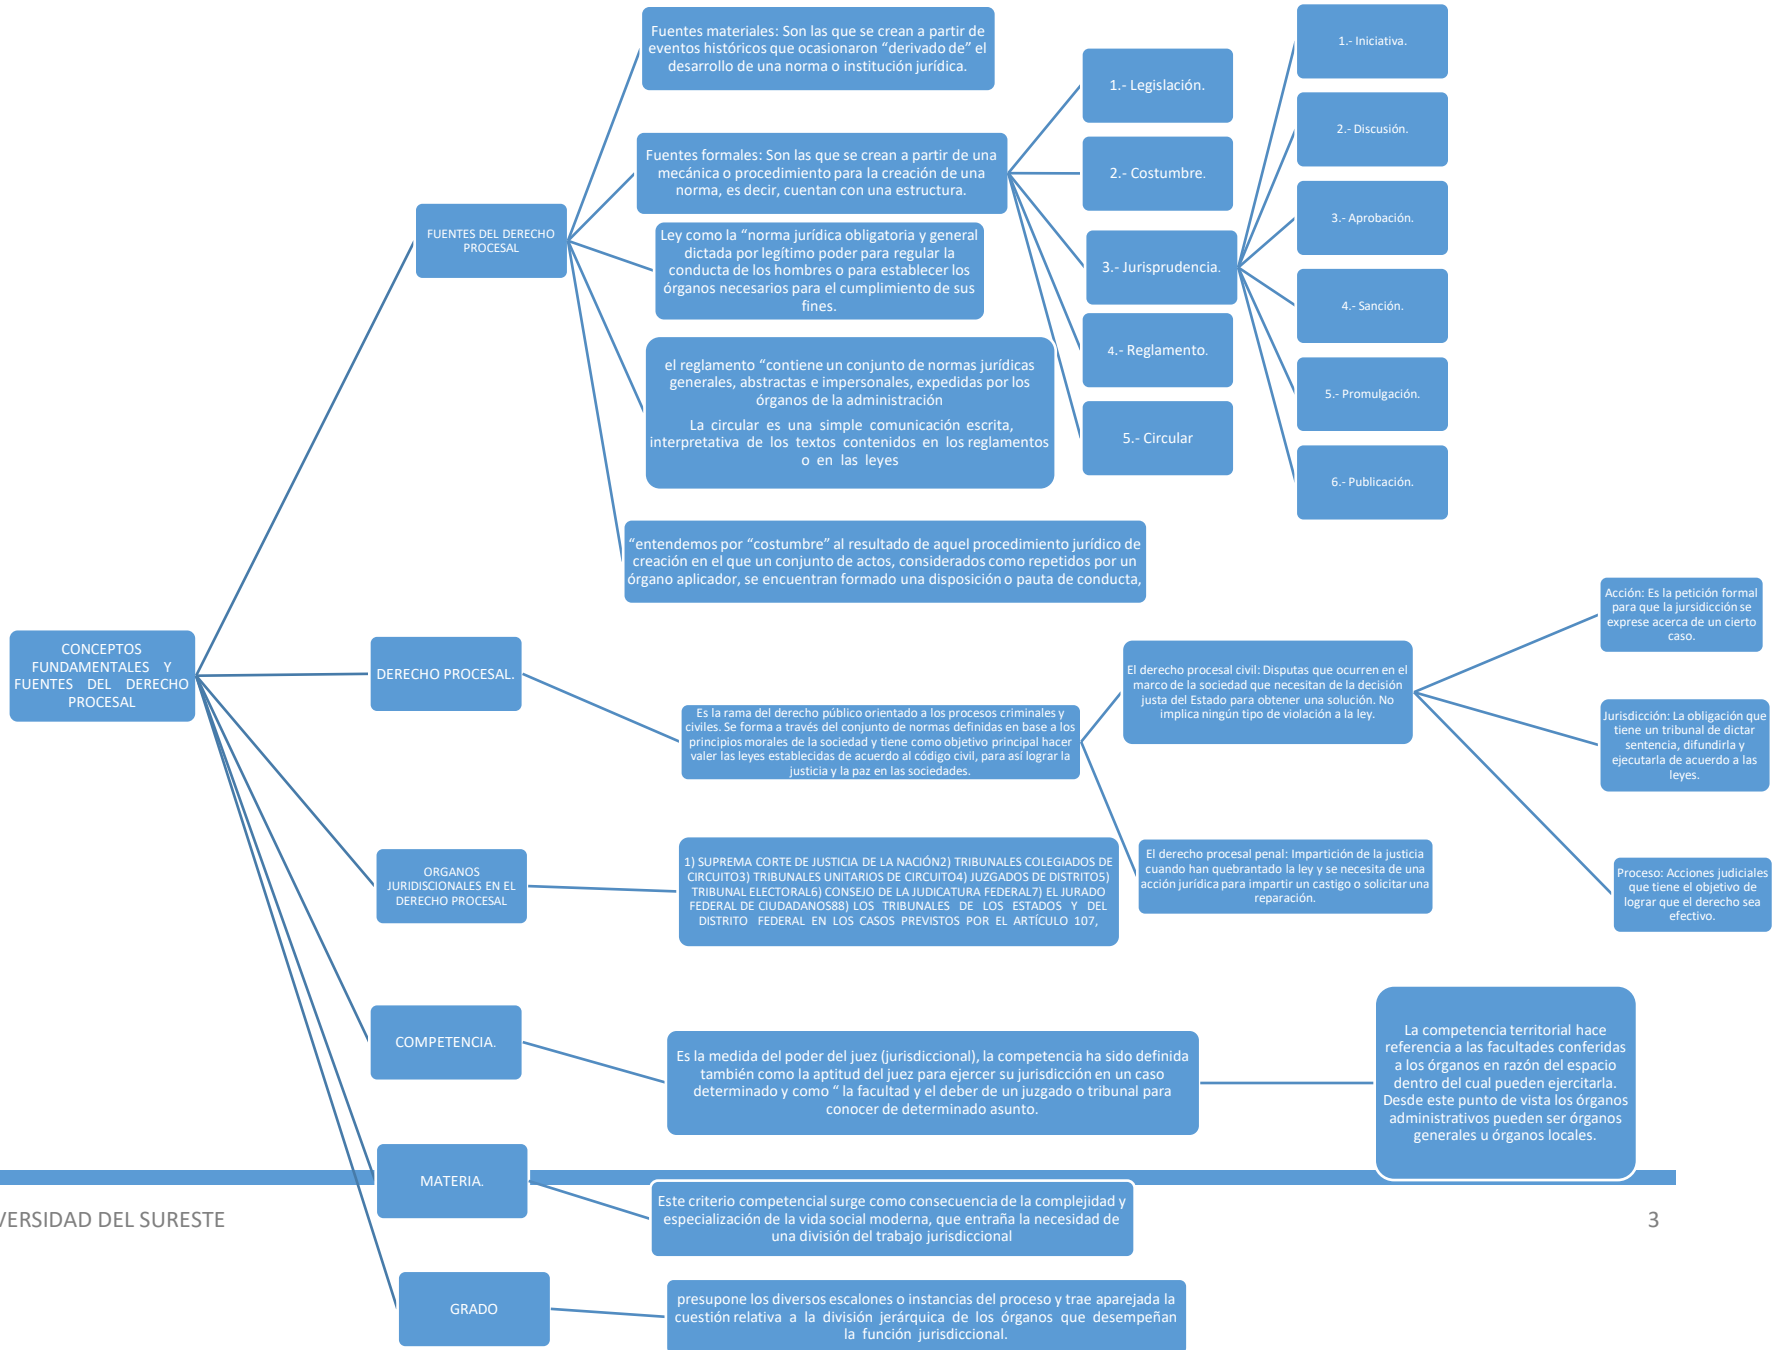 CONCEPTOS
FUNDAMENTALES Y
FUENTES DEL DERECHO
PROCESAL
FUENTES DEL DERECHO
PROCESAL
Fuentes materiales: Son las que se crean a partir de
eventos históricos que ocasionaron “derivado de” el
desarrollo de una norma o institución jurídica.
Fuentes formales: Son las que se crean a partir de una
mecánica o procedimiento para la creación de una
norma, es decir, cuentan con una estructura.
1.- Legislación.
2.- Costumbre.
3.- Jurisprudencia.
1.- Iniciativa.
2.- Discusión.
3.- Aprobación.
4.- Sanción.
5.- Promulgación.
6.- Publicación.
4.- Reglamento.
5.- Circular
Ley como la “norma jurídica obligatoria y general
dictada por legítimo poder para regular la
conducta de los hombres o para establecer los
órganos necesarios para el cumplimiento de sus
fines.
el reglamento “contiene un conjunto de normas jurídicas
generales, abstractas e impersonales, expedidas por los
órganos de la administración
La circular es una simple comunicación escrita,
interpretativa de los textos contenidos en los reglamentos
o en las leyes
“entendemos por “costumbre” al resultado de aquel procedimiento jurídico de
creación en el que un conjunto de actos, considerados como repetidos por un
órgano aplicador, se encuentran formado una disposición o pauta de conducta,
DERECHO PROCESAL.
Es la rama del derecho público orientado a los procesos criminales y
civiles. Se forma a través del conjunto de normas definidas en base a los
principios morales de la sociedad y tiene como objetivo principal hacer
valer las leyes establecidas de acuerdo al código civil, para así lograr la
justicia y la paz en las sociedades.
El derecho procesal civil: Disputas que ocurren en el
marco de la sociedad que necesitan de la decisión
justa del Estado para obtener una solución. No
implica ningún tipo de violación a la ley.
Acción: Es la petición formal
para que la jursidicción se
exprese acerca de un cierto
caso.
Jurisdicción: La obligación que
tiene un tribunal de dictar
sentencia, difundirla y
ejecutarla de acuerdo a las
leyes.
Proceso: Acciones judiciales
que tiene el objetivo de
lograr que el derecho sea
efectivo.
El derecho procesal penal: Impartición de la justicia
cuando han quebrantado la ley y se necesita de una
acción jurídica para impartir un castigo o solicitar una
reparación.
ORGANOS
JURIDISCIONALES EN EL
DERECHO PROCESAL
1) SUPREMA CORTE DE JUSTICIA DE LA NACIÓN2) TRIBUNALES COLEGIADOS DE
CIRCUITO3) TRIBUNALES UNITARIOS DE CIRCUITO4) JUZGADOS DE DISTRITO5)
TRIBUNAL ELECTORAL6) CONSEJO DE LA JUDICATURA FEDERAL7) EL JURADO
FEDERAL DE CIUDADANOS88) LOS TRIBUNALES DE LOS ESTADOS Y DEL
DISTRITO FEDERAL EN LOS CASOS PREVISTOS POR EL ARTÍCULO 107,
COMPETENCIA.
Es la medida del poder del juez (jurisdiccional), la competencia ha sido definida
también como la aptitud del juez para ejercer su jurisdicción en un caso
determinado y como “ la facultad y el deber de un juzgado o tribunal para
conocer de determinado asunto.
La competencia territorial hace
referencia a las facultades conferidas
a los órganos en razón del espacio
dentro del cual pueden ejercitarla.
Desde este punto de vista los órganos
administrativos pueden ser órganos
generales u órganos locales.
MATERIA.
Este criterio competencial surge como consecuencia de la complejidad y
especialización de la vida social moderna, que entraña la necesidad de
una división del trabajo jurisdiccional
VERSIDAD DEL SURESTE
3
GRADO
presupone los diversos escalones o instancias del proceso y trae aparejada la
cuestión relativa a la división jerárquica de los órganos que desempeñan
la función jurisdiccional.